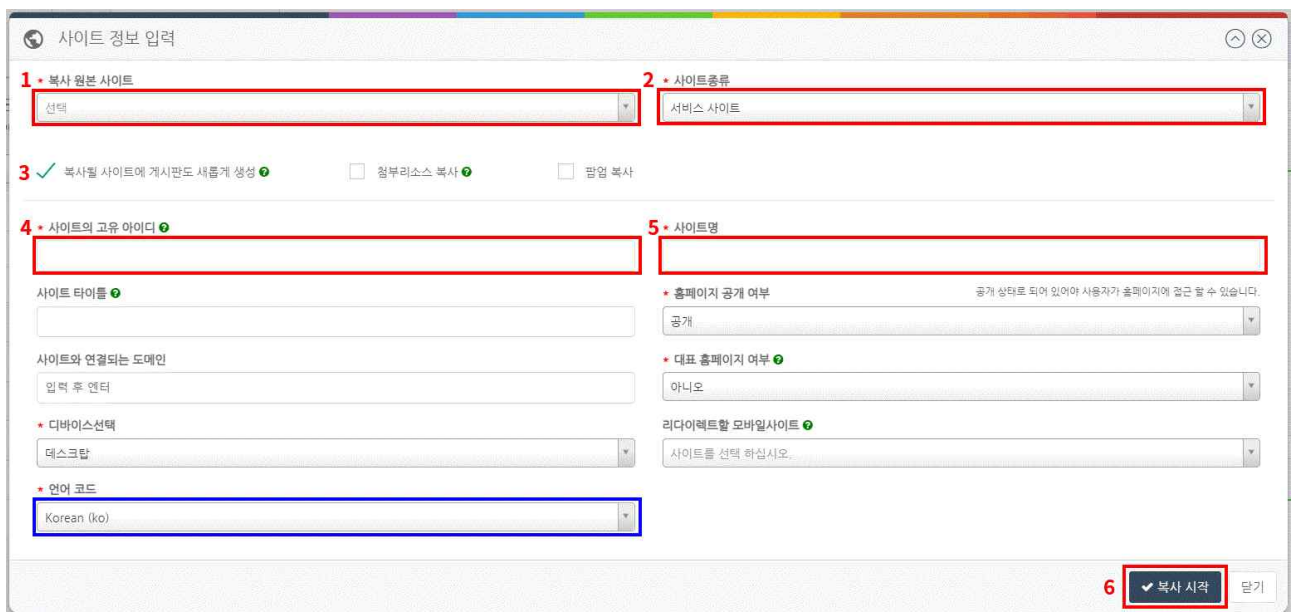 사이트 정보 입력
1 * 복사 원본 사이트
2 * 사이트종류
선택
서비스 사이트
3 복사될 사이트에 게시판도 새롭게 생성
첨부리소스 복사
팝업 복사
4 * 사이트의 고유 아이디
5 * 사이트명
사이트 타이틀
* 홈페이지 공개 여부
공개 상태로 되어 있어야 사용자가 홈페이지에 접근 할 수 있습니다.
공개
사이트와 연결되는 도메인
* 대표 홈페이지 여부
입력 후 엔터
아니오
* 디바이스선택
리다이렉트할 모바일사이트
데스크탑
사이트를 선택 하십시오.
* 언어 코드
Korean (ko)
6 복사 시작
닫기